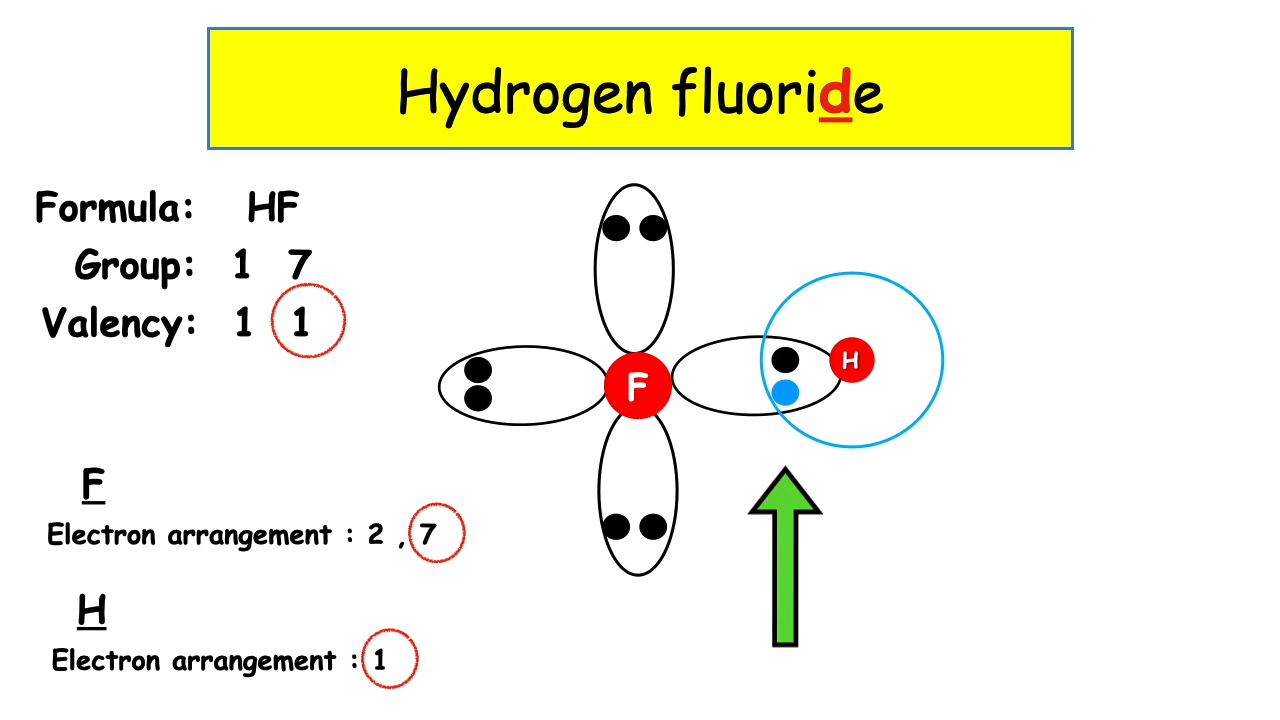 Hydrogen fluoride
Formula: HF
Group: 1 7
Valency: 1 1
F
H
F
Electron arrangement : 2 , 7
H
Electron arrangement : 1